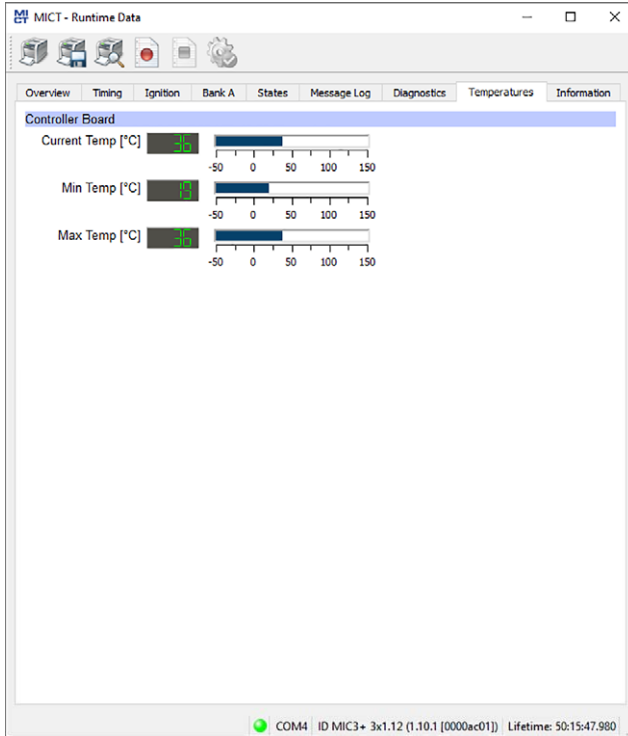 MICT - Runtime Data
Overview Timing Ignition Bank A States Message Log Diagnostics Temperatures Information
Controller Board
Current Temp [°C] 36
-50 0 50 100 150
Min Temp [°C] 19
-50 0 50 100 150
Max Temp [°C] 36
-50 0 50 100 150
COM4 ID MIC3+ 3x1.12 (1.10.1 [0000ac01]) Lifetime: 50:15:47.980